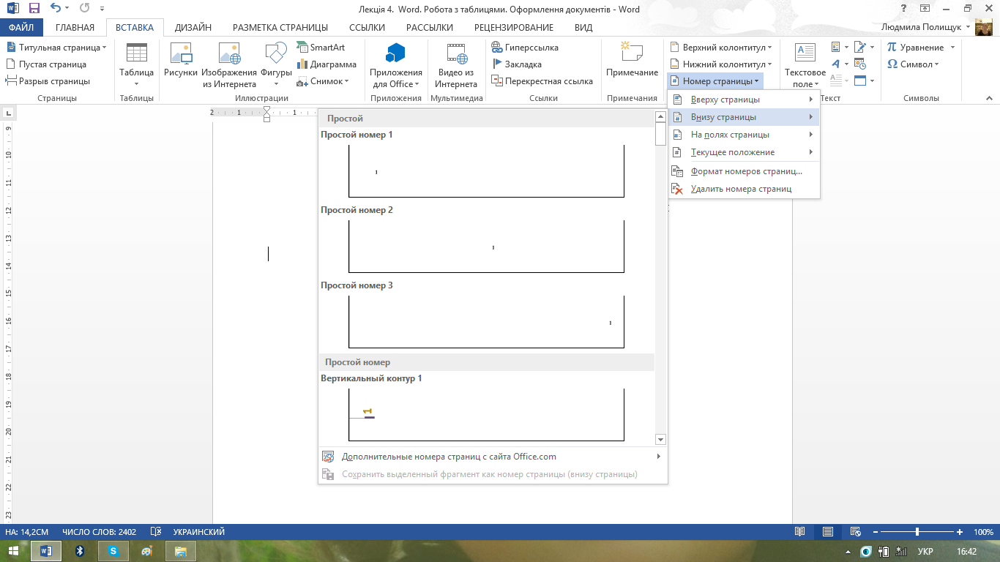 Лекція 4.  Word. Робота з таблицями. Оформлення документів - Word
?
ФАЙЛ ГЛАВНАЯ ВСТАВКА ДИЗАЙН РАЗМЕТКА СТРАНИЦЫ ССЫЛКИ РАССЫЛКИ РЕЦЕНЗИРОВАНИЕ ВИД Людмила Полищук
Титульная страница
Пустая страница
Разрыв страницы
Страницы
Таблица
Таблицы
Рисунки
Изображения из Интернета
Фигуры
SmartArt
Диаграмма
Снимок
Иллюстрации
Приложения для Office
Приложения
Видео из Интернета
Мультимедиа
Гиперссылка
Закладка
Перекрестная ссылка
Ссылки
Примечание
Примечания
Верхний колонтитул
Нижний колонтитул
Номер страницы
Текстовое поле
Текст
π Уравнение
Ω Символ
Символы
Вверху страницы
Внизу страницы
На полях страницы
Текущее положение
Формат номеров страниц...
Удалить номера страниц
2 1 1
9
10
11
12
13
14
15
16
17
18
19
20
21
22
23
Простой
Простой номер 1
1
Простой номер 2
1
Простой номер 3
1
Простой номер
Вертикальный контур 1
1
Дополнительные номера страниц с сайта Office.com
Сохранить выделенный фрагмент как номер страницы (внизу страницы)
НА: 14,2СМ ЧИСЛО СЛОВ: 2402 УКРАИНСКИЙ 100%
УКР 16:42